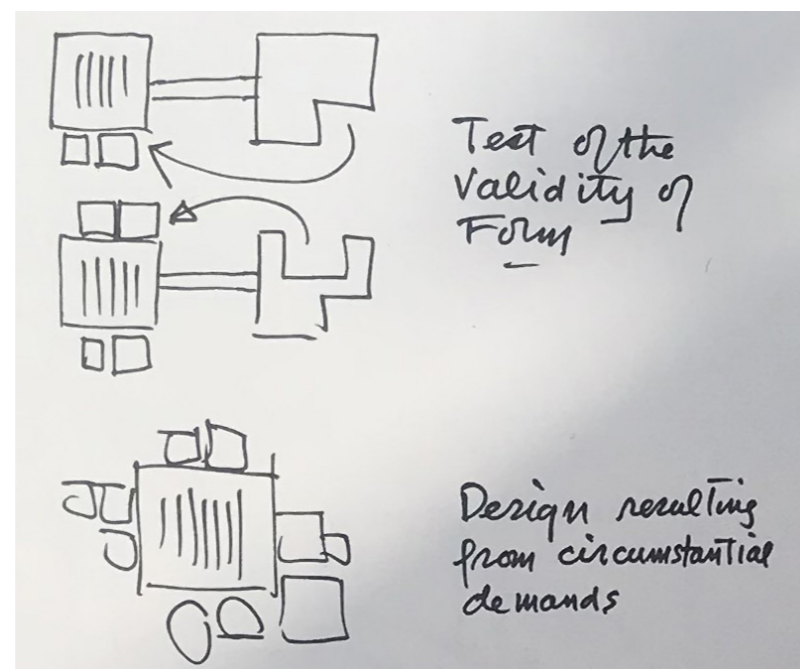 Test of the
Validity of
Form
Design resulting
from circumstantial
demands